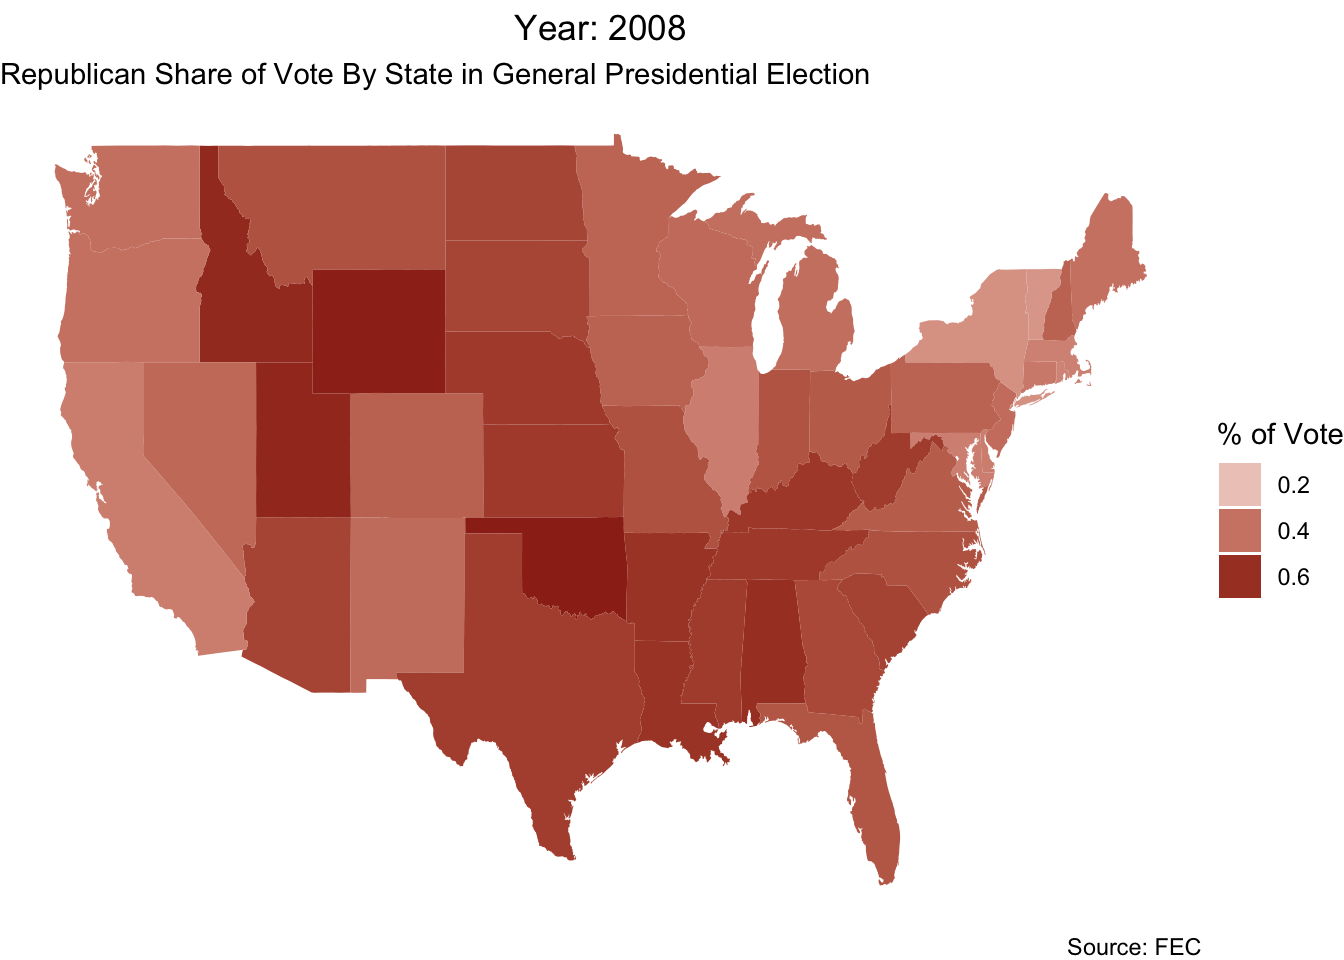 Year: 2008
Republican Share of Vote By State in General Presidential Election
% of Vote
0.2
0.4
0.6
Source: FEC